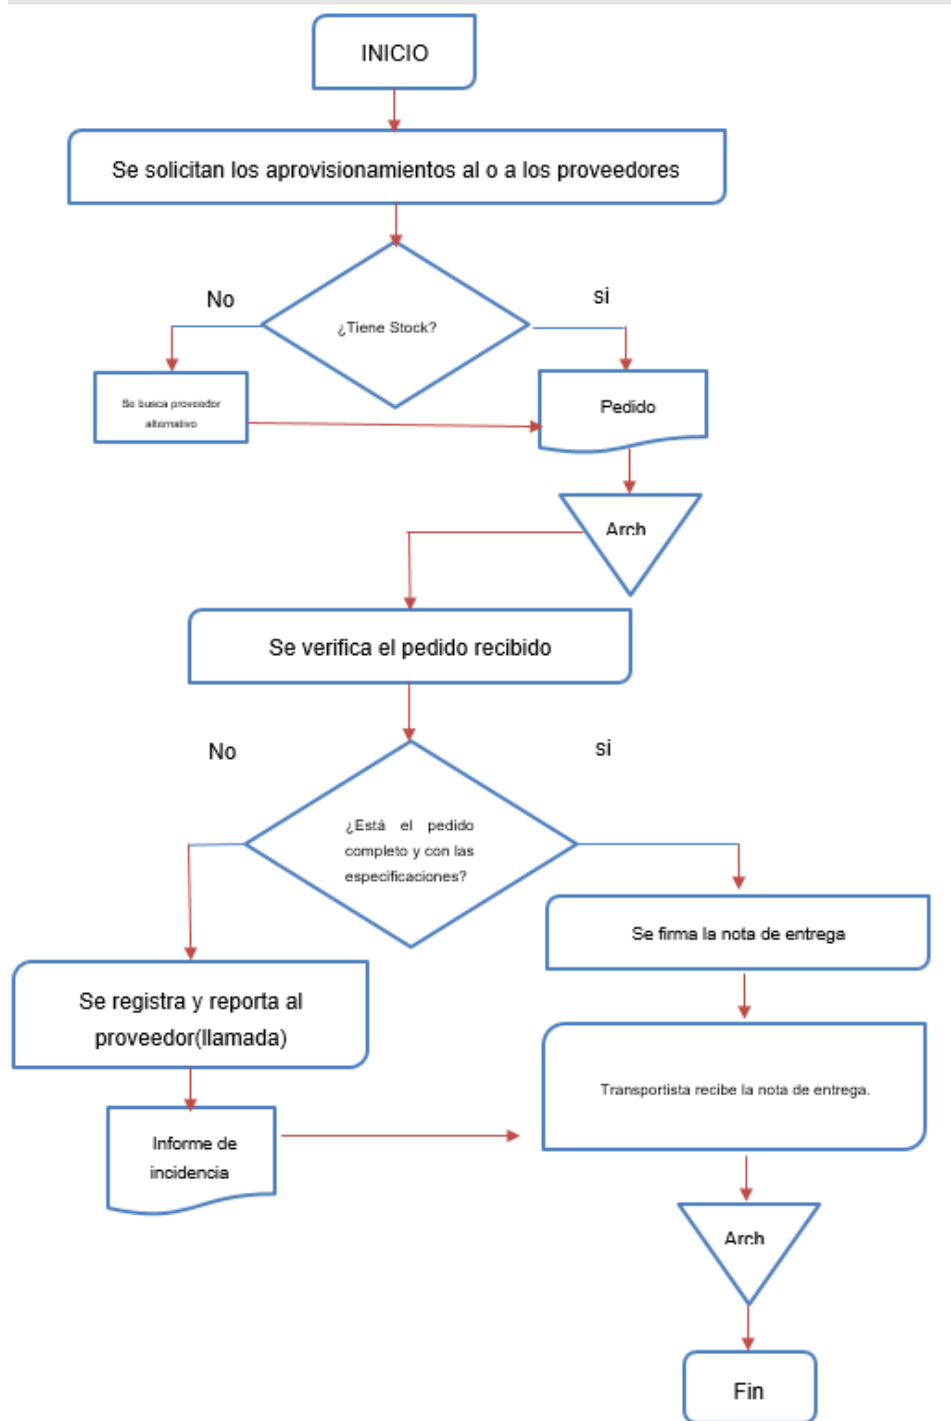 INICIO
Se solicitan los aprovisionamientos al o a los proveedores
No
si
¿Tiene Stock?
Se busca proveedor
alternativo
Pedido
Arch
Se verifica el pedido recibido
No
si
¿Está el pedido
completo y con las
especificaciones?
Se firma la nota de entrega
Se registra y reporta al
proveedor(llamada)
Transportista recibe la nota de entrega.
Informe de
incidencia
Arch
Fin